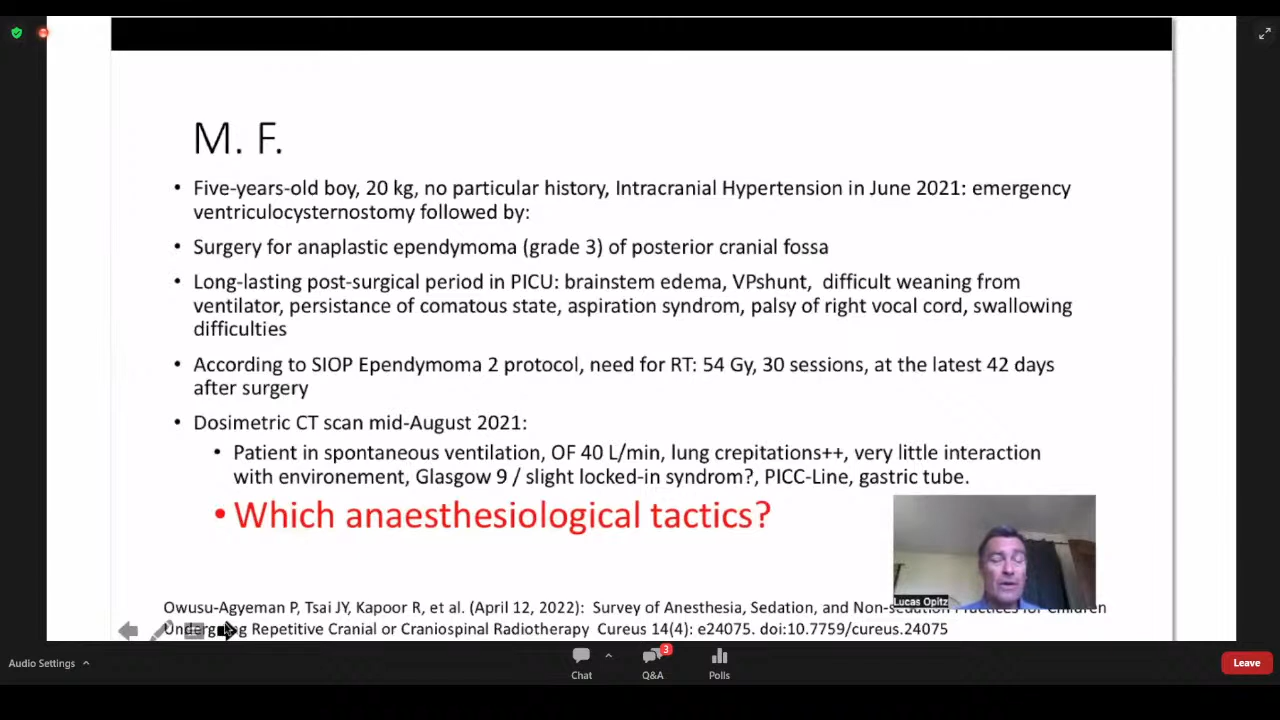 M. F.
• Five-years-old boy, 20 kg, no particular history, Intracranial Hypertension in June 2021: emergency
ventriculocysternostomy followed by:
• Surgery for anaplastic ependymoma (grade 3) of posterior cranial fossa
• Long-lasting post-surgical period in PICU: brainstem edema, VPshunt, difficult weaning from
ventilator, persistance of comatous state, aspiration syndrom, palsy of right vocal cord, swallowing
difficulties
• According to SIOP Ependymoma 2 protocol, need for RT: 54 Gy, 30 sessions, at the latest 42 days
after surgery
• Dosimetric CT scan mid-August 2021:
• Patient in spontaneous ventilation, OF 40 L/min, lung crepitations++, very little interaction
with environement, Glasgow 9 / slight locked-in syndrom?, PICC-Line, gastric tube.
• Which anaesthesiological tactics?
Lucas Opitz
Owusu-Agyeman P, Tsai JY, Kapoor R, et al. (April 12, 2022): Survey of Anesthesia, Sedation, and Non-sedation Practices for Children
Undergoing Repetitive Cranial or Craniospinal Radiotherapy Cureus 14(4): e24075. doi:10.7759/cureus.24075
Audio Settings
Chat
3
Q&A
Polls
Leave